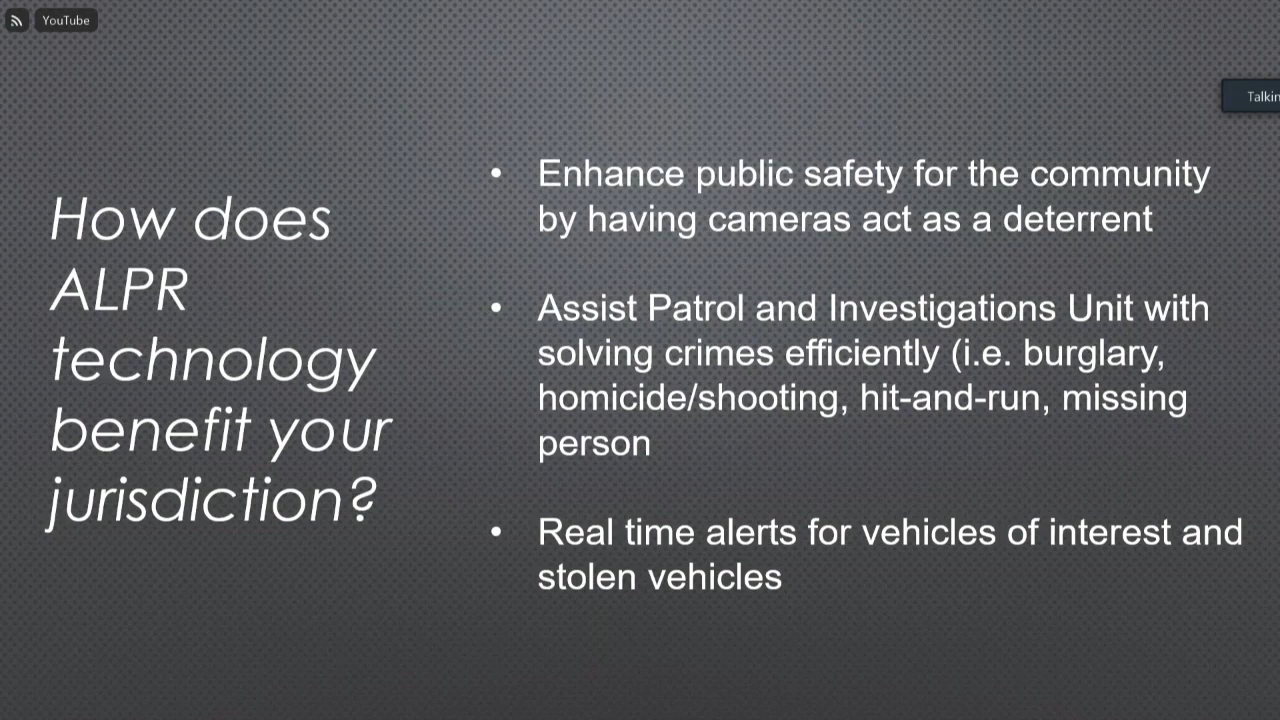 YouTube
Talkin
How does
ALPR
technology
benefit your
jurisdiction?
• Enhance public safety for the community
by having cameras act as a deterrent
• Assist Patrol and Investigations Unit with
solving crimes efficiently (i.e. burglary,
homicide/shooting, hit-and-run, missing
person
• Real time alerts for vehicles of interest and
stolen vehicles